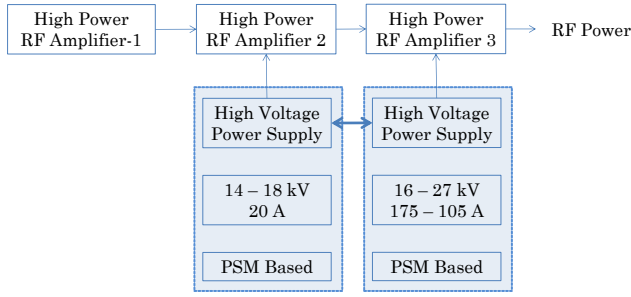 High Power
RF Amplifier-1
High Power
RF Amplifier 2
High Power
RF Amplifier 3
RF Power
High Voltage
Power Supply
High Voltage
Power Supply
14 – 18 kV
20 A
16 – 27 kV
175 – 105 A
PSM Based
PSM Based